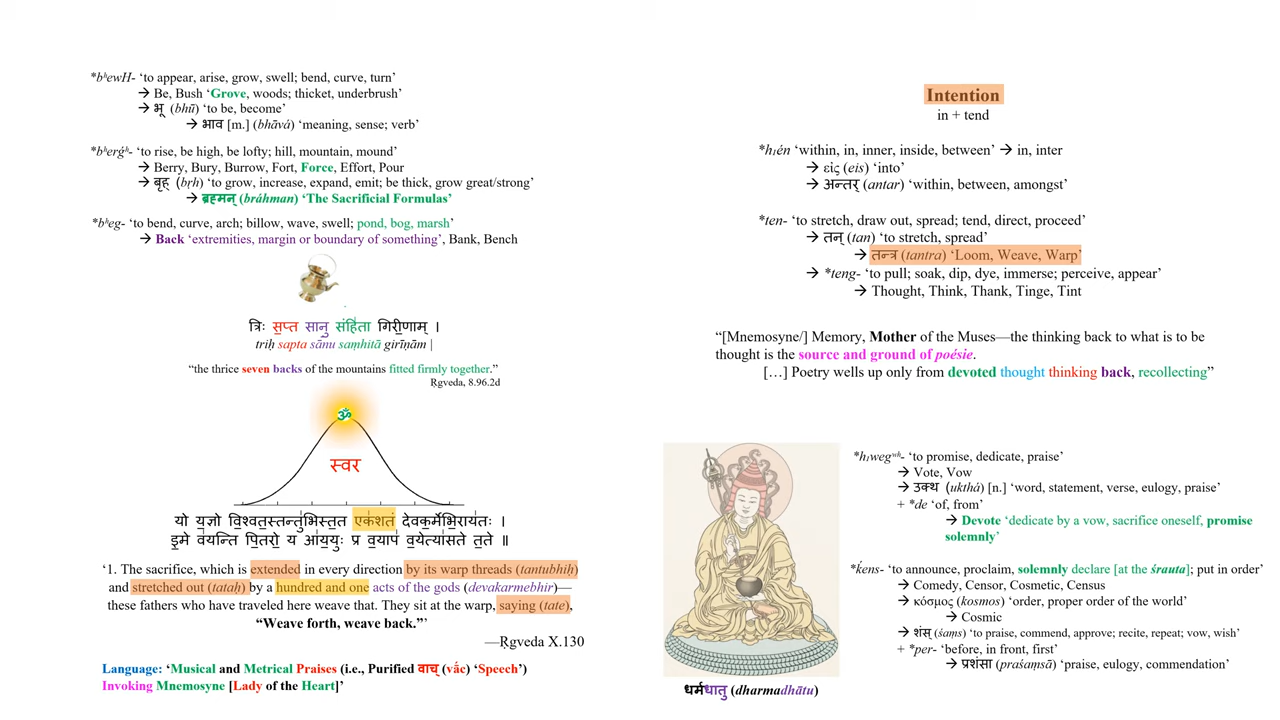 *bʰewH- ‘to appear, arise, grow, swell; bend, curve, turn’
→ Be, Bush ‘Grove, woods; thicket, underbrush’
→ भू (bhū) ‘to be, become’
→ भाव [m.] (bhāvá) ‘meaning, sense; verb’
*bʰerǵʰ- ‘to rise, be high, be lofty; hill, mountain, mound’
→ Berry, Bury, Burrow, Fort, Force, Effort, Pour
→ बृह् (bṛh) ‘to grow, increase, expand, emit; be thick, grow great/strong’
→ ब्रह्मन् (bráhman) ‘The Sacrificial Formulas’
*bʰeg- ‘to bend, curve, arch; billow, wave, swell; pond, bog, marsh’
→ Back ‘extremities, margin or boundary of something’, Bank, Bench
त्रिः स॒प्त सानु॒ संहि॑ता गिरी॒णाम् ।
triḥ sapta sānu saṃhitā girīṇām |
“the thrice seven backs of the mountains fitted firmly together.”
Ṛgveda, 8.96.2d
ॐ
स्वर
यो य॒ज्ञो वि॒श्वत॒स्तन्तु॑भिस्त॒त एक॑शतं देवक॒र्मेभि॒राय॑तः ।
इ॒मे व॑यन्ति पि॒तरो॒ य आ॑य॒युः प्र व॒याप॑ व॒येत्या॑सते त॒ते ॥
‘1. The sacrifice, which is extended in every direction by its warp threads (tantubhiḥ)
and stretched out (tataḥ) by a hundred and one acts of the gods (devakarmebhir)—
these fathers who have traveled here weave that. They sit at the warp, saying (tate),
“Weave forth, weave back.”’
—Ṛgveda X.130
Language: ‘Musical and Metrical Praises (i.e., Purified वाच् (vā́c) ‘Speech’)
Invoking Mnemosyne [Lady of the Heart]’
Intention
in + tend
*h₁én ‘within, in, inner, inside, between’ → in, inter
→ εἰς (eis) ‘into’
→ अन्तर् (antar) ‘within, between, amongst’
*ten- ‘to stretch, draw out, spread; tend, direct, proceed’
→ तन् (tan) ‘to stretch, spread’
→ तन्त्र (tantra) ‘Loom, Weave, Warp’
→ *teng- ‘to pull; soak, dip, dye, immerse; perceive, appear’
→ Thought, Think, Thank, Tinge, Tint
“[Mnemosyne/] Memory, Mother of the Muses—the thinking back to what is to be
thought is the source and ground of poésie.
[…] Poetry wells up only from devoted thought thinking back, recollecting”
*h₁wegʷʰ- ‘to promise, dedicate, praise’
→ Vote, Vow
→ उक्थ (ukthá) [n.] ‘word, statement, verse, eulogy, praise’
+ *de ‘of, from’
→ Devote ‘dedicate by a vow, sacrifice oneself, promise
solemnly’
*ḱens- ‘to announce, proclaim, solemnly declare [at the śrauta]; put in order’
→ Comedy, Censor, Cosmetic, Census
→ κόσμος (kosmos) ‘order, proper order of the world’
→ Cosmic
→ शंस् (śaṃs) ‘to praise, commend, approve; recite, repeat; vow, wish’
+ *per- ‘before, in front, first’
→ प्रशंसा (praśaṃsā) ‘praise, eulogy, commendation’
धर्मधातु (dharmadhātu)